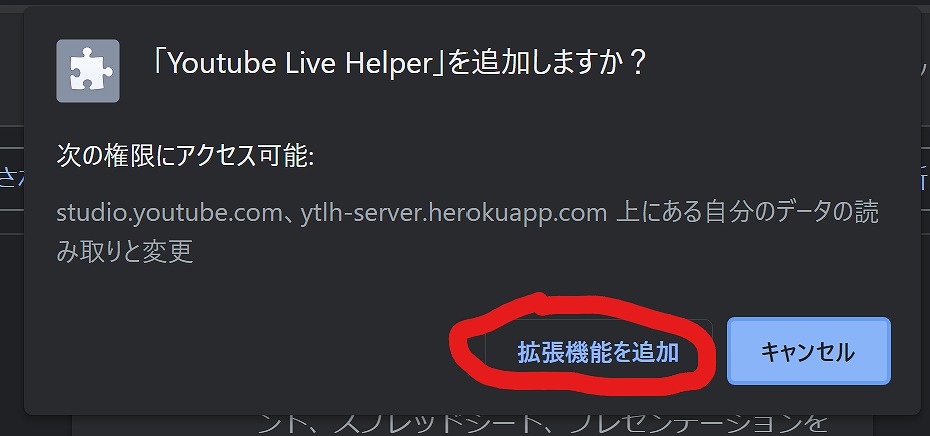 「Youtube Live Helper」を追加しますか？
次の権限にアクセス可能:
studio.youtube.com、ytlh-server.herokuapp.com 上にある自分のデータの読
み取りと変更
拡張機能を追加
キャンセル
ント、スプレッドシート、プレゼンテーションを